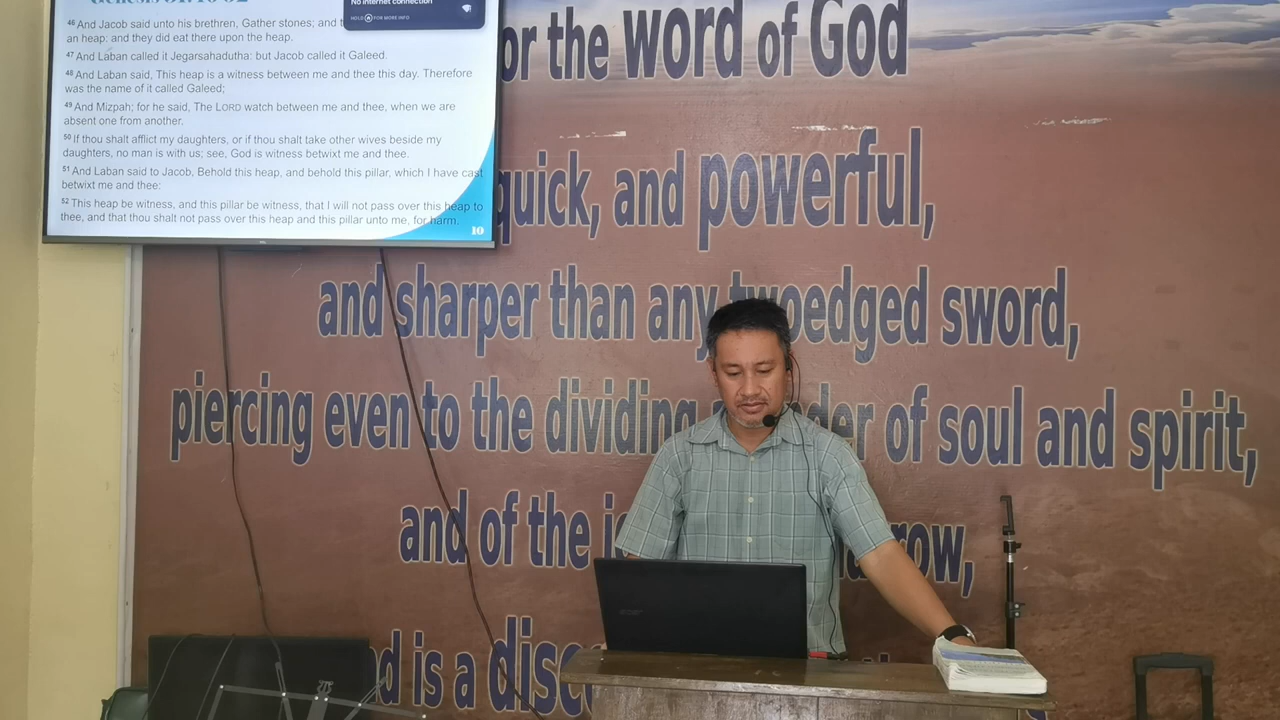 46 And Jacob said unto his brethren, Gather stones; and
an heap: and they did eat there upon the heap.
47 And Laban called it Jegarsahadutha: but Jacob called it Galeed.
48 And Laban said, This heap is a witness between me and thee this day. Therefore
was the name of it called Galeed;
49 And Mizpah; for he said, The LORD watch between me and thee, when we are
absent one from another.
50 If thou shalt afflict my daughters, or if thou shalt take other wives beside my
daughters, no man is with us; see, God is witness betwixt me and thee.
51 And Laban said to Jacob, Behold this heap, and behold this pillar, which I have cast
betwixt me and thee:
52 This heap be witness, and this pillar be witness, that I will not pass over this heap to
thee, and that thou shalt not pass over this heap and this pillar unto me, for harm.
10
No internet connection
HOLD FOR MORE INFO
or the word of God
quick, and powerful,
and sharper than any twoedged sword,
piercing even to the dividing der of soul and spirit,
and of the row,
d is a disc